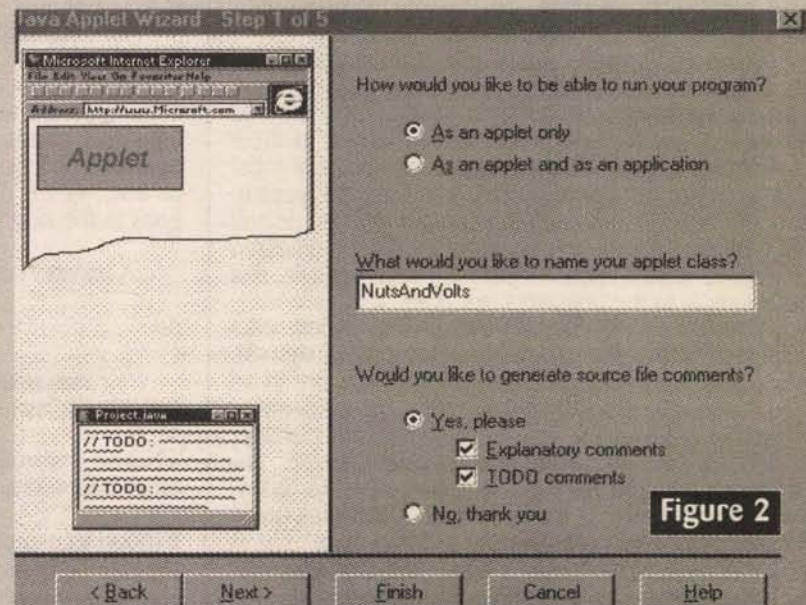 Java Applet Wizard - Step 1 of 5
Microsoft Internet Explorer
File Edit View Go Favorites Help
Address: http://www.Microsoft.com
Applet
How would you like to be able to run your program?
As an applet only
As an applet and as an application
What would you like to name your applet class?
NutsAndVolts
Would you like to generate source file comments?
Yes, please
Explanatory comments
TODO comments
No, thank you
Project.java
//TODO:
//TODO:
Figure 2
< Back
Next >
Finish
Cancel
Help